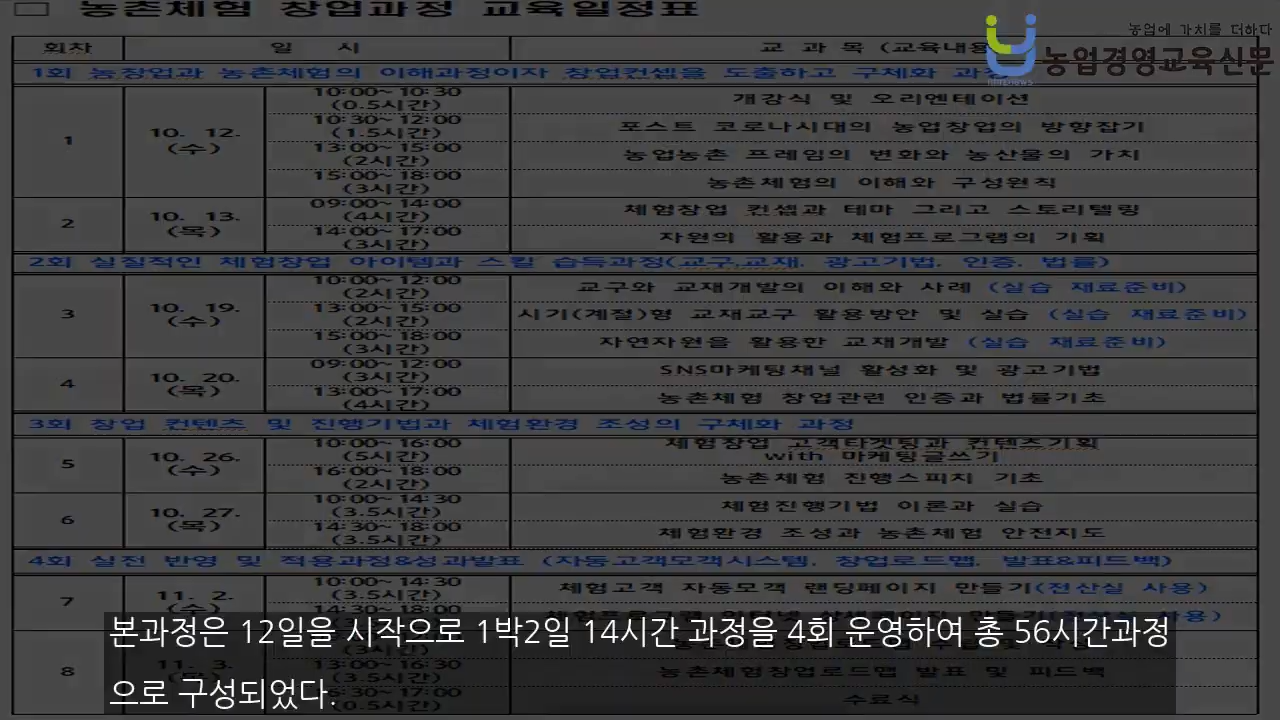 □ 농촌체험 창업과정 교육일정표
농업에 가치를 더하다
농업경영교육신문
회차 일 시 교 과 목 (교육내용
1회 농창업과 농촌체험의 이해과정이자 창업컨셉을 도출하고 구체화 과정
1 10. 12. (수)
10:00~ 10:30 (0.5시간) 개강식 및 오리엔테이션
10:30~ 12:00 (1.5시간) 포스트 코로나시대의 농업창업의 방향잡기
13:00~ 15:00 (2시간) 농업농촌 프레임의 변화와 농산물의 가치
15:00~ 18:00 (3시간) 농촌체험의 이해와 구성원칙
2 10. 13. (목)
09:00~ 14:00 (4시간) 체험창업 컨셉과 테마 그리고 스토리텔링
14:00~ 17:00 (3시간) 자원의 활용과 체험프로그램의 기획
2회 실질적인 체험창업 아이템과 스킬 습득과정(교구,교재, 광고기법, 인증, 법률)
3 10. 19. (수)
10:00~ 12:00 (2시간) 교구와 교재개발의 이해와 사례 (실습 재료준비)
13:00~ 15:00 (2시간) 시기(계절)형 교재교구 활용방안 및 실습 (실습 재료준비)
15:00~ 18:00 (3시간) 자연자원을 활용한 교재개발 (실습 재료준비)
4 10. 20. (목)
09:00~ 12:00 (3시간) SNS마케팅채널 활성화 및 광고기법
13:00~ 17:00 (4시간) 농촌체험 창업관련 인증과 법률기초
3회 창업 컨텐츠 및 진행기법과 체험환경 조성의 구체화 과정
5 10. 26. (수)
10:00~ 16:00 (5시간) 체험창업 고객타겟팅과 컨텐츠기획
with 마케팅글쓰기
16:00~ 18:00 (2시간) 농촌체험 진행스피치 기초
6 10. 27. (목)
10:00~ 14:30 (3.5시간) 체험진행기법 이론과 실습
14:30~ 18:00 (3.5시간) 체험환경 조성과 농촌체험 안전지도
4회 실전 반영 및 적용과정&성과발표 (자동고객모객시스템, 창업로드맵, 발표&피드백)
7 11. 2. (수)
10:00~ 14:30 (3.5시간) 체험고객 자동모객 랜딩페이지 만들기(전산실 사용)
14:30~ 18:00
8 11. 3.
13:00~ (3.5시간) 농촌체험창업로드맵 발표 및 피드백
17:00 (0.5시간) 수료식
본과정은 12일을 시작으로 1박2일 14시간 과정을 4회 운영하여 총 56시간과정
으로 구성되었다.